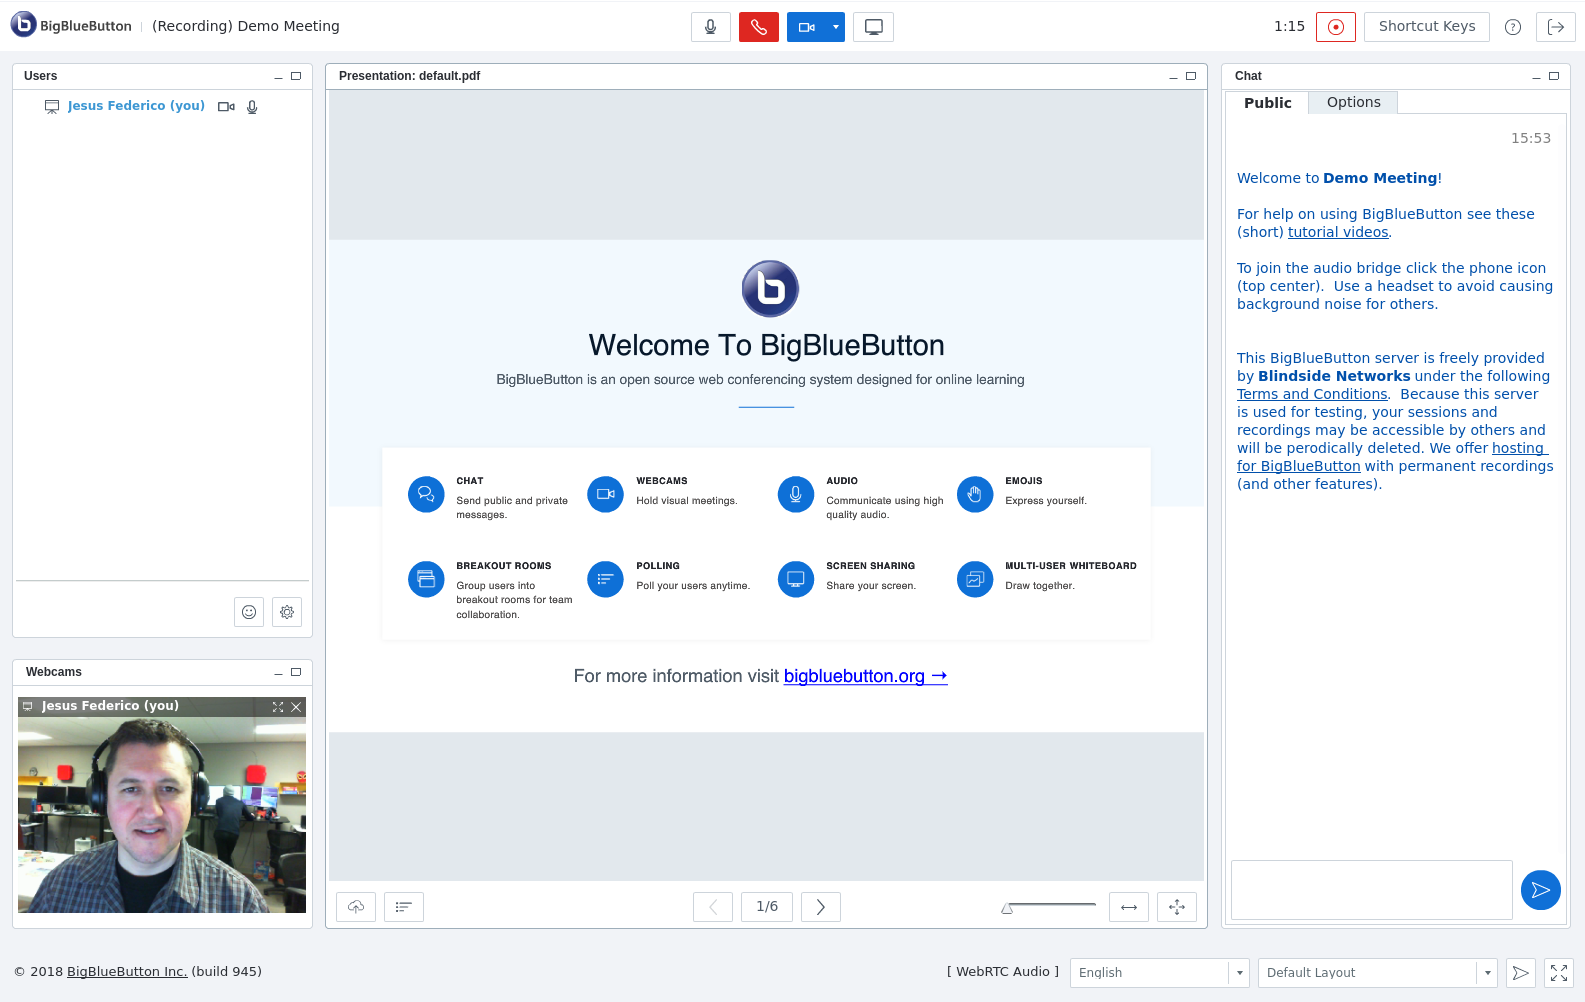 BigBlueButton
(Recording) Demo Meeting
1:15
Shortcut Keys
Users
Jesus Federico (you)
Webcams
Jesus Federico (you)
Presentation: default.pdf
Welcome To BigBlueButton
BigBlueButton is an open source web conferencing system designed for online learning
CHAT
Send public and private
messages.
WEBCAMS
Hold visual meetings.
AUDIO
Communicate using high
quality audio.
EMOJIS
Express yourself.
BREAKOUT ROOMS
Group users into
breakout rooms for team
collaboration.
POLLING
Poll your users anytime.
SCREEN SHARING
Share your screen.
MULTI-USER WHITEBOARD
Draw together.
For more information visit bigbluebutton.org →
1/6
Chat
Public
Options
15:53
Welcome to Demo Meeting!
For help on using BigBlueButton see these
(short) tutorial videos.
To join the audio bridge click the phone icon
(top center).  Use a headset to avoid causing
background noise for others.
This BigBlueButton server is freely provided
by Blindside Networks under the following
Terms and Conditions.  Because this server
is used for testing, your sessions and
recordings may be accessible by others and
will be perodically deleted. We offer hosting
for BigBlueButton with permanent recordings
(and other features).
© 2018 BigBlueButton Inc. (build 945)
[ WebRTC Audio ]
English
Default Layout